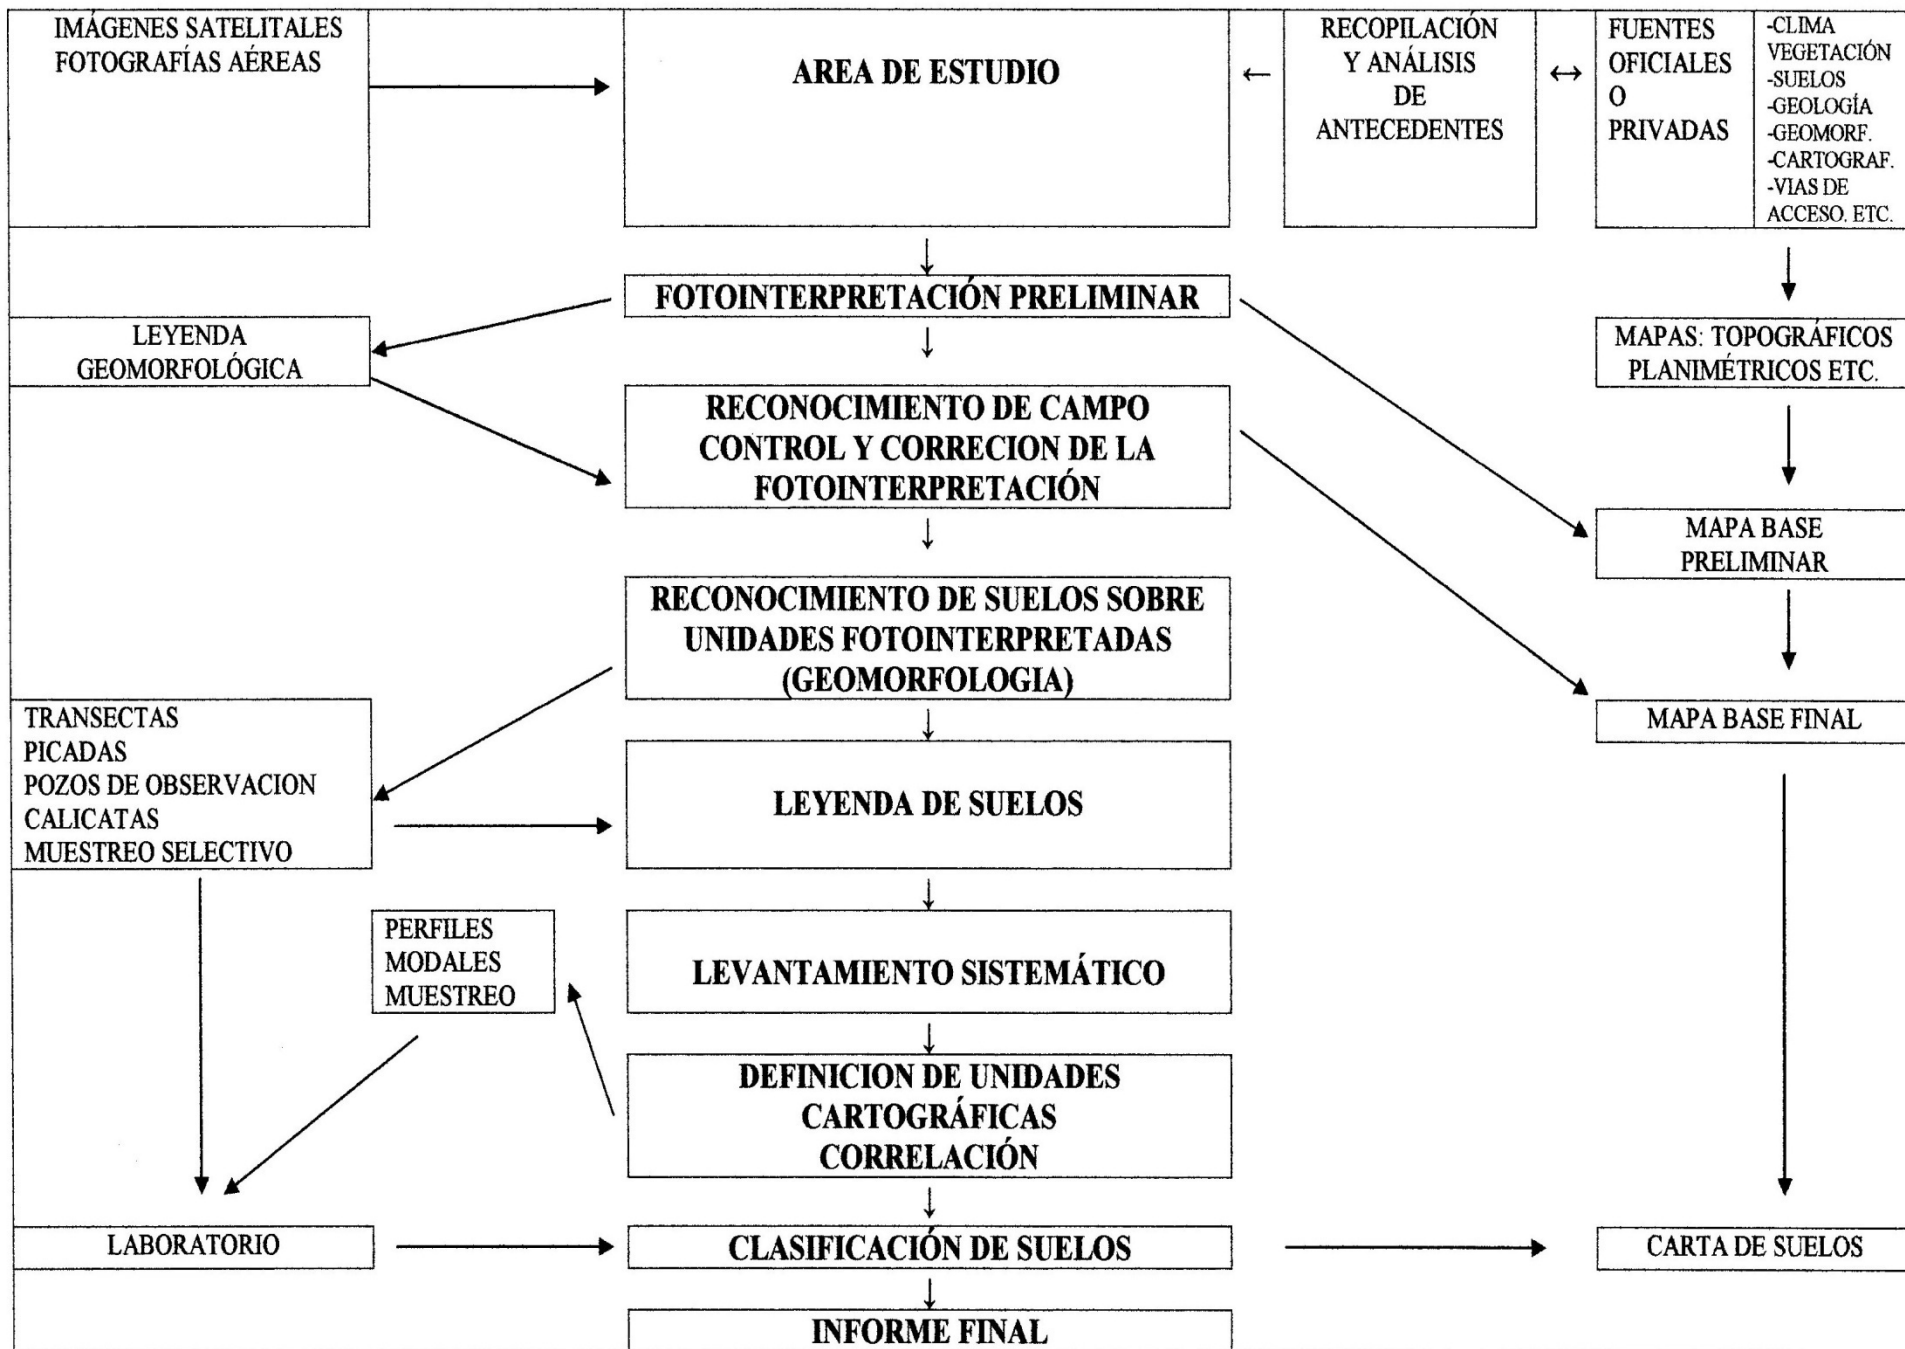 IMÁGENES SATELITALES
FOTOGRAFÍAS AÉREAS
AREA DE ESTUDIO
←
RECOPILACIÓN
Y ANÁLISIS
DE
ANTECEDENTES
↔
FUENTES
OFICIALES
O
PRIVADAS
-CLIMA
VEGETACIÓN
-SUELOS
-GEOLOGÍA
-GEOMORF.
-CARTOGRAF.
-VIAS DE
ACCESO. ETC.
↓
FOTOINTERPRETACIÓN PRELIMINAR
LEYENDA
GEOMORFOLÓGICA
↓
MAPAS: TOPOGRÁFICOS
PLANIMÉTRICOS ETC.
RECONOCIMIENTO DE CAMPO
CONTROL Y CORRECION DE LA
FOTOINTERPRETACIÓN
↓
MAPA BASE
PRELIMINAR
RECONOCIMIENTO DE SUELOS SOBRE
UNIDADES FOTOINTERPRETADAS
(GEOMORFOLOGIA)
↓
MAPA BASE FINAL
TRANSECTAS
PICADAS
POZOS DE OBSERVACION
CALICATAS
MUESTREO SELECTIVO
LEYENDA DE SUELOS
↓
PERFILES
MODALES
MUESTREO
LEVANTAMIENTO SISTEMÁTICO
↓
DEFINICION DE UNIDADES
CARTOGRÁFICAS
CORRELACIÓN
↓
LABORATORIO
CLASIFICACIÓN DE SUELOS
CARTA DE SUELOS
↓
INFORME FINAL